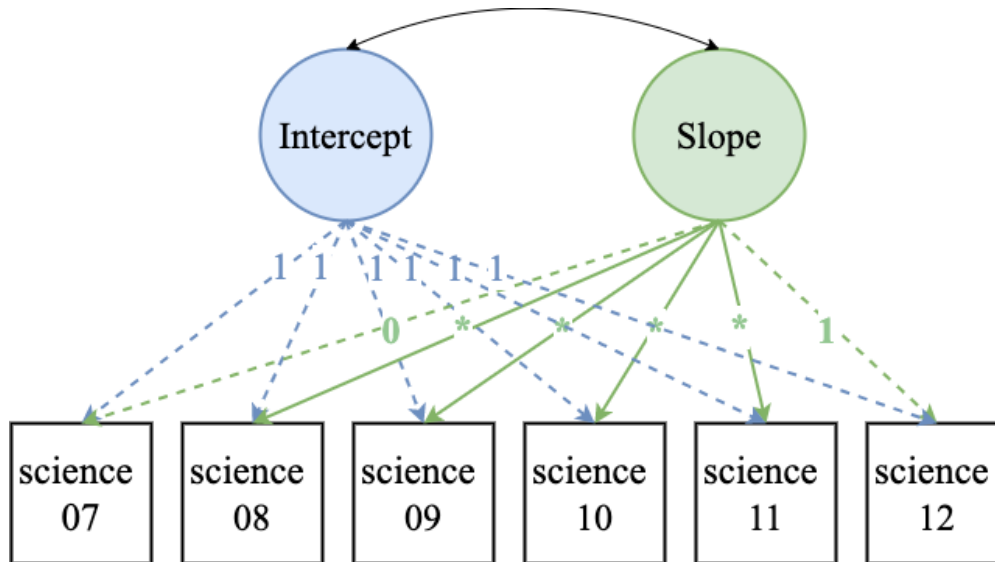 Intercept Slope
1 1 1 1 1 1
0 * * * * 1
science science science science science science
07 08 09 10 11 12